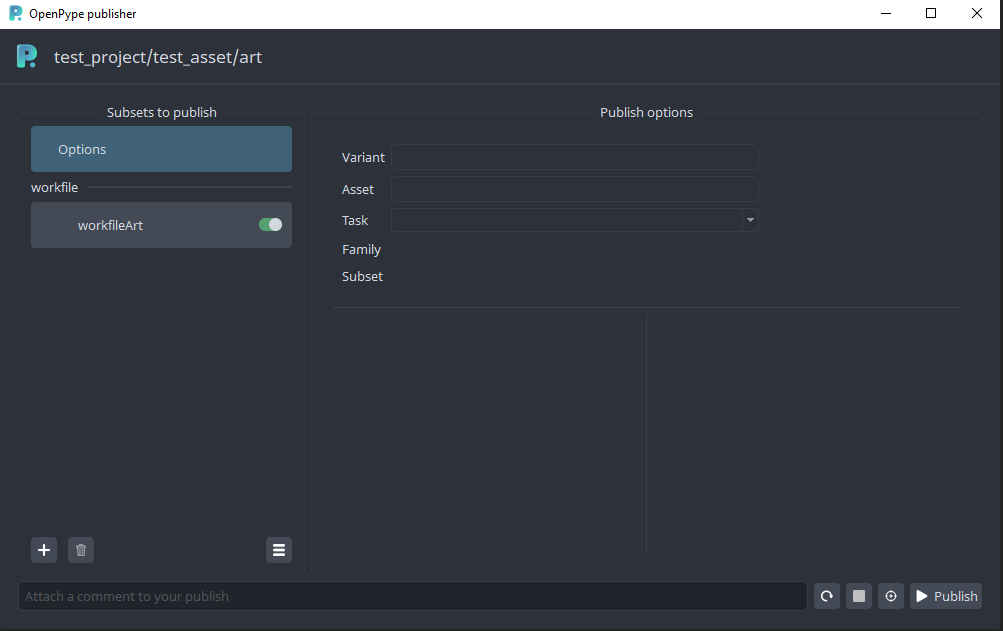 OpenPype publisher
test_project/test_asset/art
Subsets to publish
Options
workfile
workfileArt
Publish options
Variant
Asset
Task
Family
Subset
Attach a comment to your publish
Publish